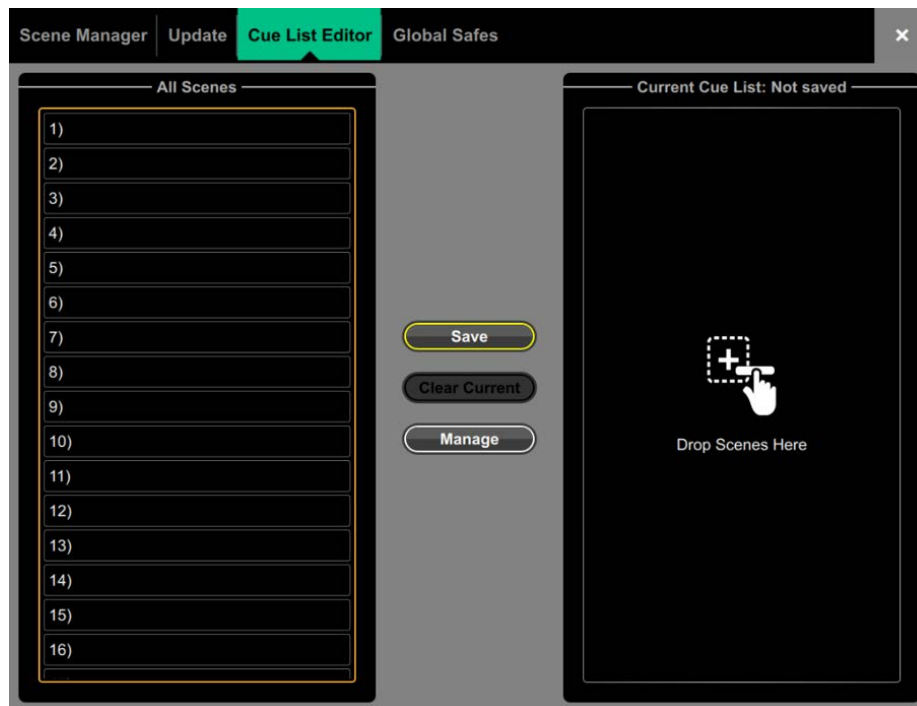 Scene Manager Update Cue List Editor Global Safes ×
All Scenes
1)
2)
3)
4)
5)
6)
7)
8)
9)
10)
11)
12)
13)
14)
15)
16)
Save
Clear Current
Manage
Current Cue List: Not saved
Drop Scenes Here